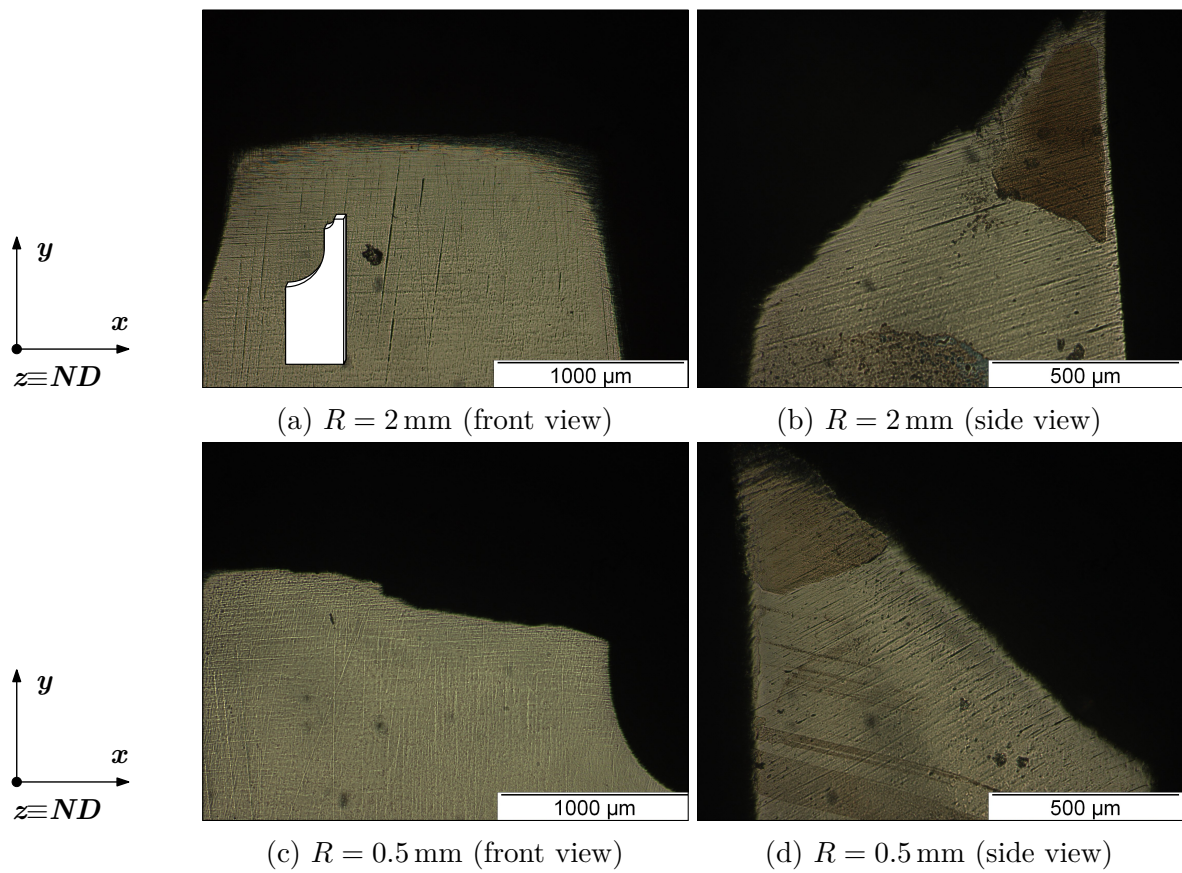 y
x
z≡ND
1000 µm
500 µm
(a) R = 2 mm (front view)
(b) R = 2 mm (side view)
y
x
z≡ND
1000 µm
500 µm
(c) R = 0.5 mm (front view)
(d) R = 0.5 mm (side view)